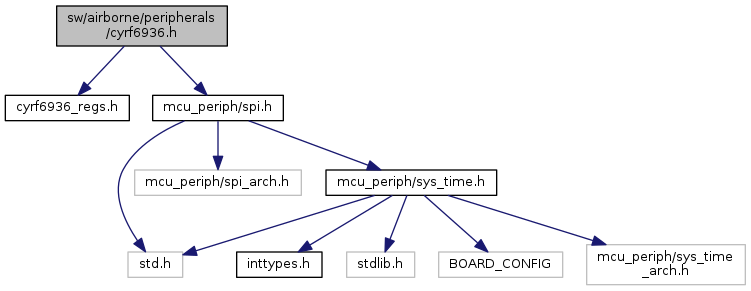 sw/airborne/peripherals
/cyrf6936.h
cyrf6936_regs.h
mcu_periph/spi.h
mcu_periph/spi_arch.h
mcu_periph/sys_time.h
std.h
inttypes.h
stdlib.h
BOARD_CONFIG
mcu_periph/sys_time
_arch.h